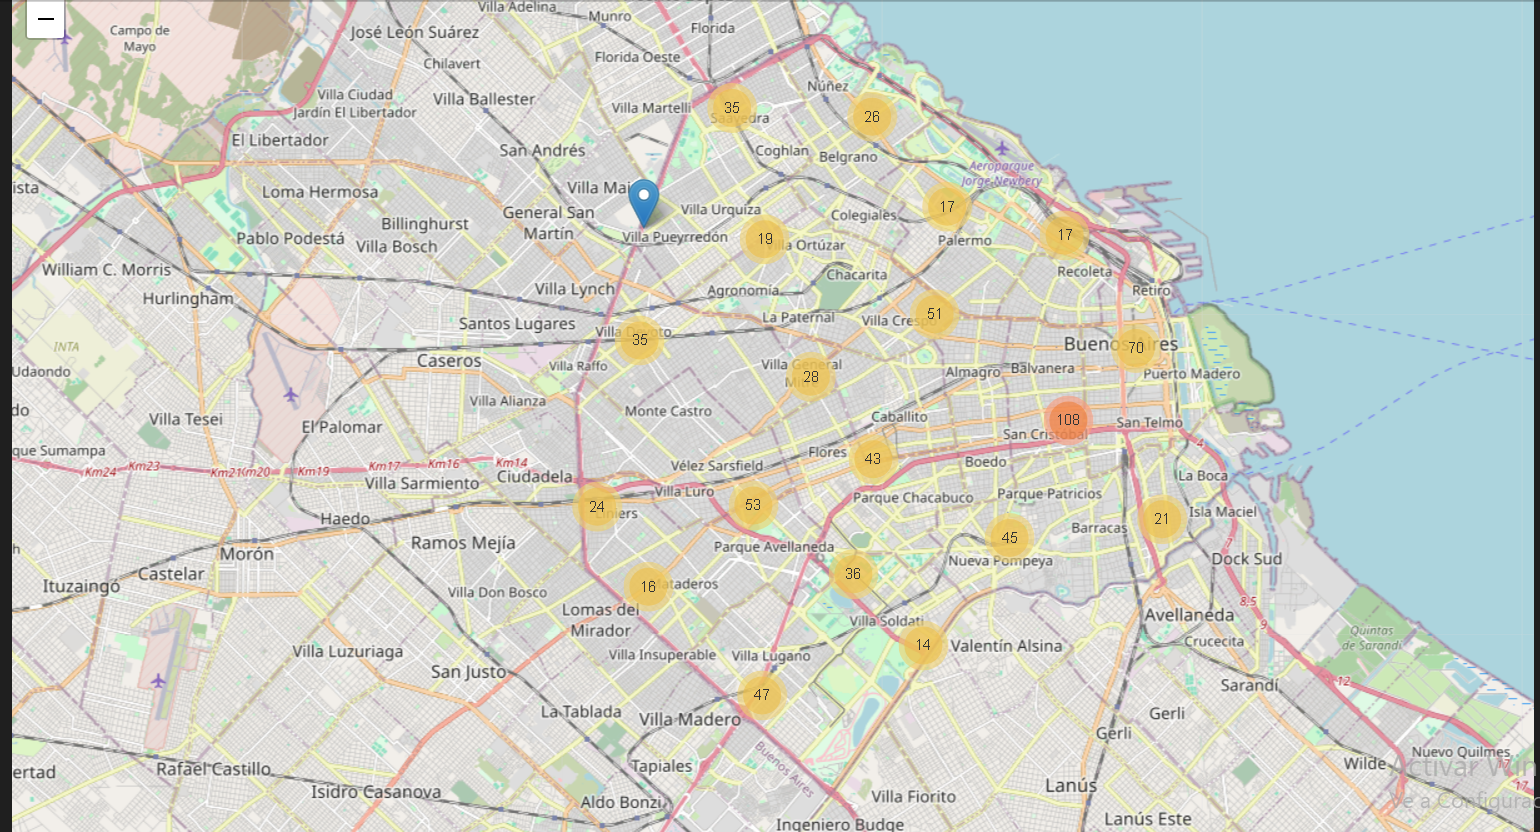 Villa Adelina
Munro
Florida
Campo de
Mayo
José León Suárez
Florida Oeste
Chilavert
Núñez
Villa Ciudad
Jardín El Libertador
Villa Ballester
Villa Martelli
35
Saavedra
26
El Libertador
San Andrés
Coghlan
Belgrano
Aeroparque
Jorge Newbery
ista
Loma Hermosa
Villa Mai
General San
Martín
Villa Urquiza
Colegiales
17
Billinghurst
Pablo Podestá
Villa Bosch
Villa Pueyrredón
19
Villa Ortúzar
Palermo
17
William C. Morris
Hurlingham
Villa Lynch
Agronomía
Chacarita
Recoleta
Retiro
Santos Lugares
Villa Devoto
35
La Paternal
Villa Crespo
51
INTA
Udaondo
Caseros
Villa Raffo
Villa General
Mitre
28
Almagro
Balvanera
Buenos Aires
70
Puerto Madero
do
Villa Tesei
El Palomar
Villa Alianza
Monte Castro
Caballito
108
San Cristóbal
San Telmo
4
que Sumampa
Km24
Km23
Km21
Km20
Km19
Km17
Km16
Km14
Villa Sarmiento
Ciudadela
Vélez Sarsfield
Flores
43
Boedo
La Boca
Villa Luro
Parque Chacabuco
Parque Patricios
24
Liniers
53
Haedo
21
Isla Maciel
Barracas
h
Morón
Ramos Mejía
Parque Avellaneda
45
Nueva Pompeya
Dock Sud
Ituzaingó
Castelar
Villa Don Bosco
16
Mataderos
36
8,5
Lomas del
Mirador
Villa Soldati
Avellaneda
9
Crucecita
Quintas
de Sarandí
Villa Luzuriaga
Villa Insuperable
Villa Lugano
14
Valentín Alsina
San Justo
12
Sarandí
47
La Tablada
Villa Madero
Gerli
Gerli
Buenos Aires
Nuevo Quilmes
ertad
Rafael Castillo
Tapiales
Wilde
Activar Win
17
Isidro Casanova
Lanús
17
Aldo Bonzi
Villa Fiorito
Ve a Configura
Ingeniero Budge
Lanús Este